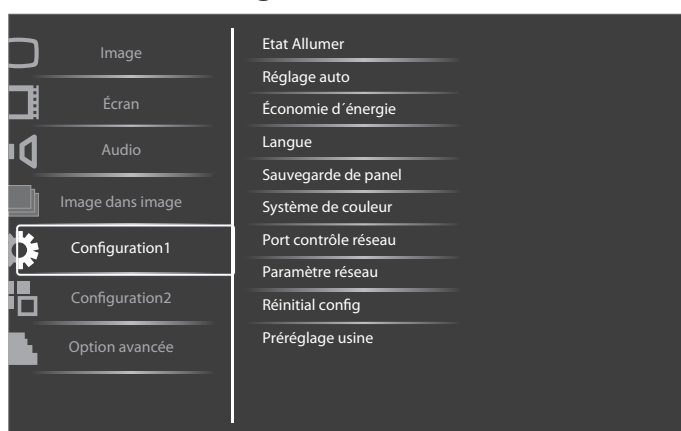 Image
Écran
Audio
Image dans image
Configuration1
Configuration2
Option avancée
Etat Allumer
Réglage auto
Économie d´énergie
Langue
Sauvegarde de panel
Système de couleur
Port contrôle réseau
Paramètre réseau
Réinitial config
Préréglage usine